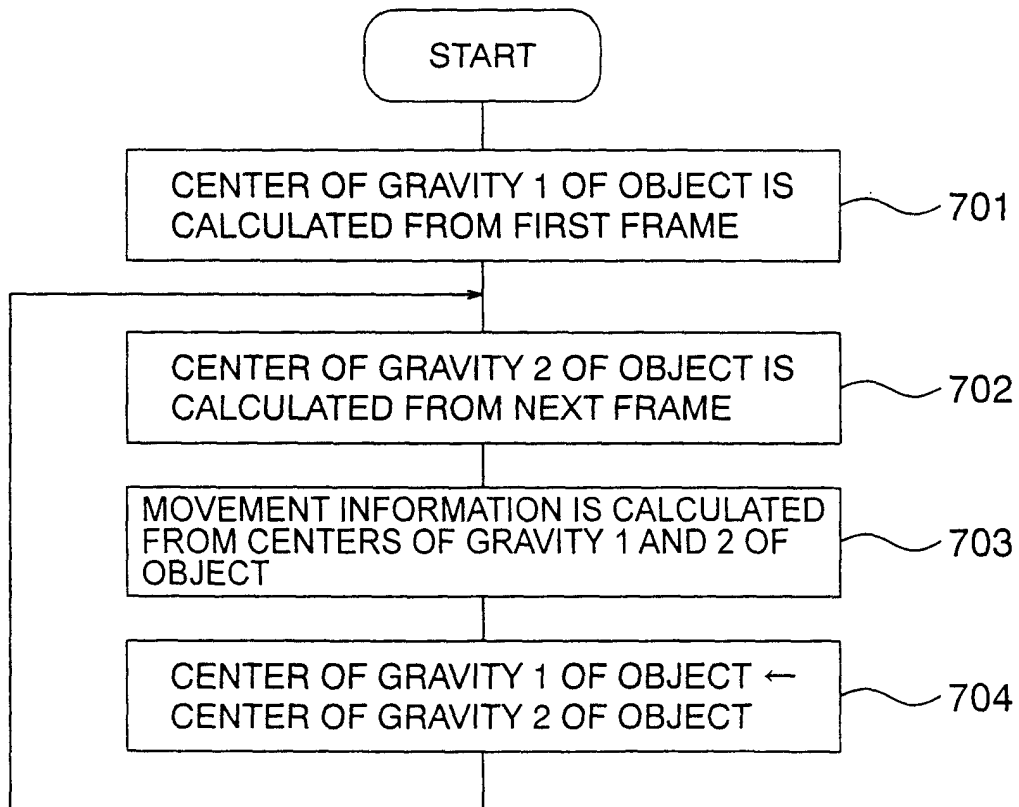 START
CENTER OF GRAVITY 1 OF OBJECT IS
CALCULATED FROM FIRST FRAME
701
CENTER OF GRAVITY 2 OF OBJECT IS
CALCULATED FROM NEXT FRAME
702
MOVEMENT INFORMATION IS CALCULATED
FROM CENTERS OF GRAVITY 1 AND 2 OF
OBJECT
703
CENTER OF GRAVITY 1 OF OBJECT ←
CENTER OF GRAVITY 2 OF OBJECT
704